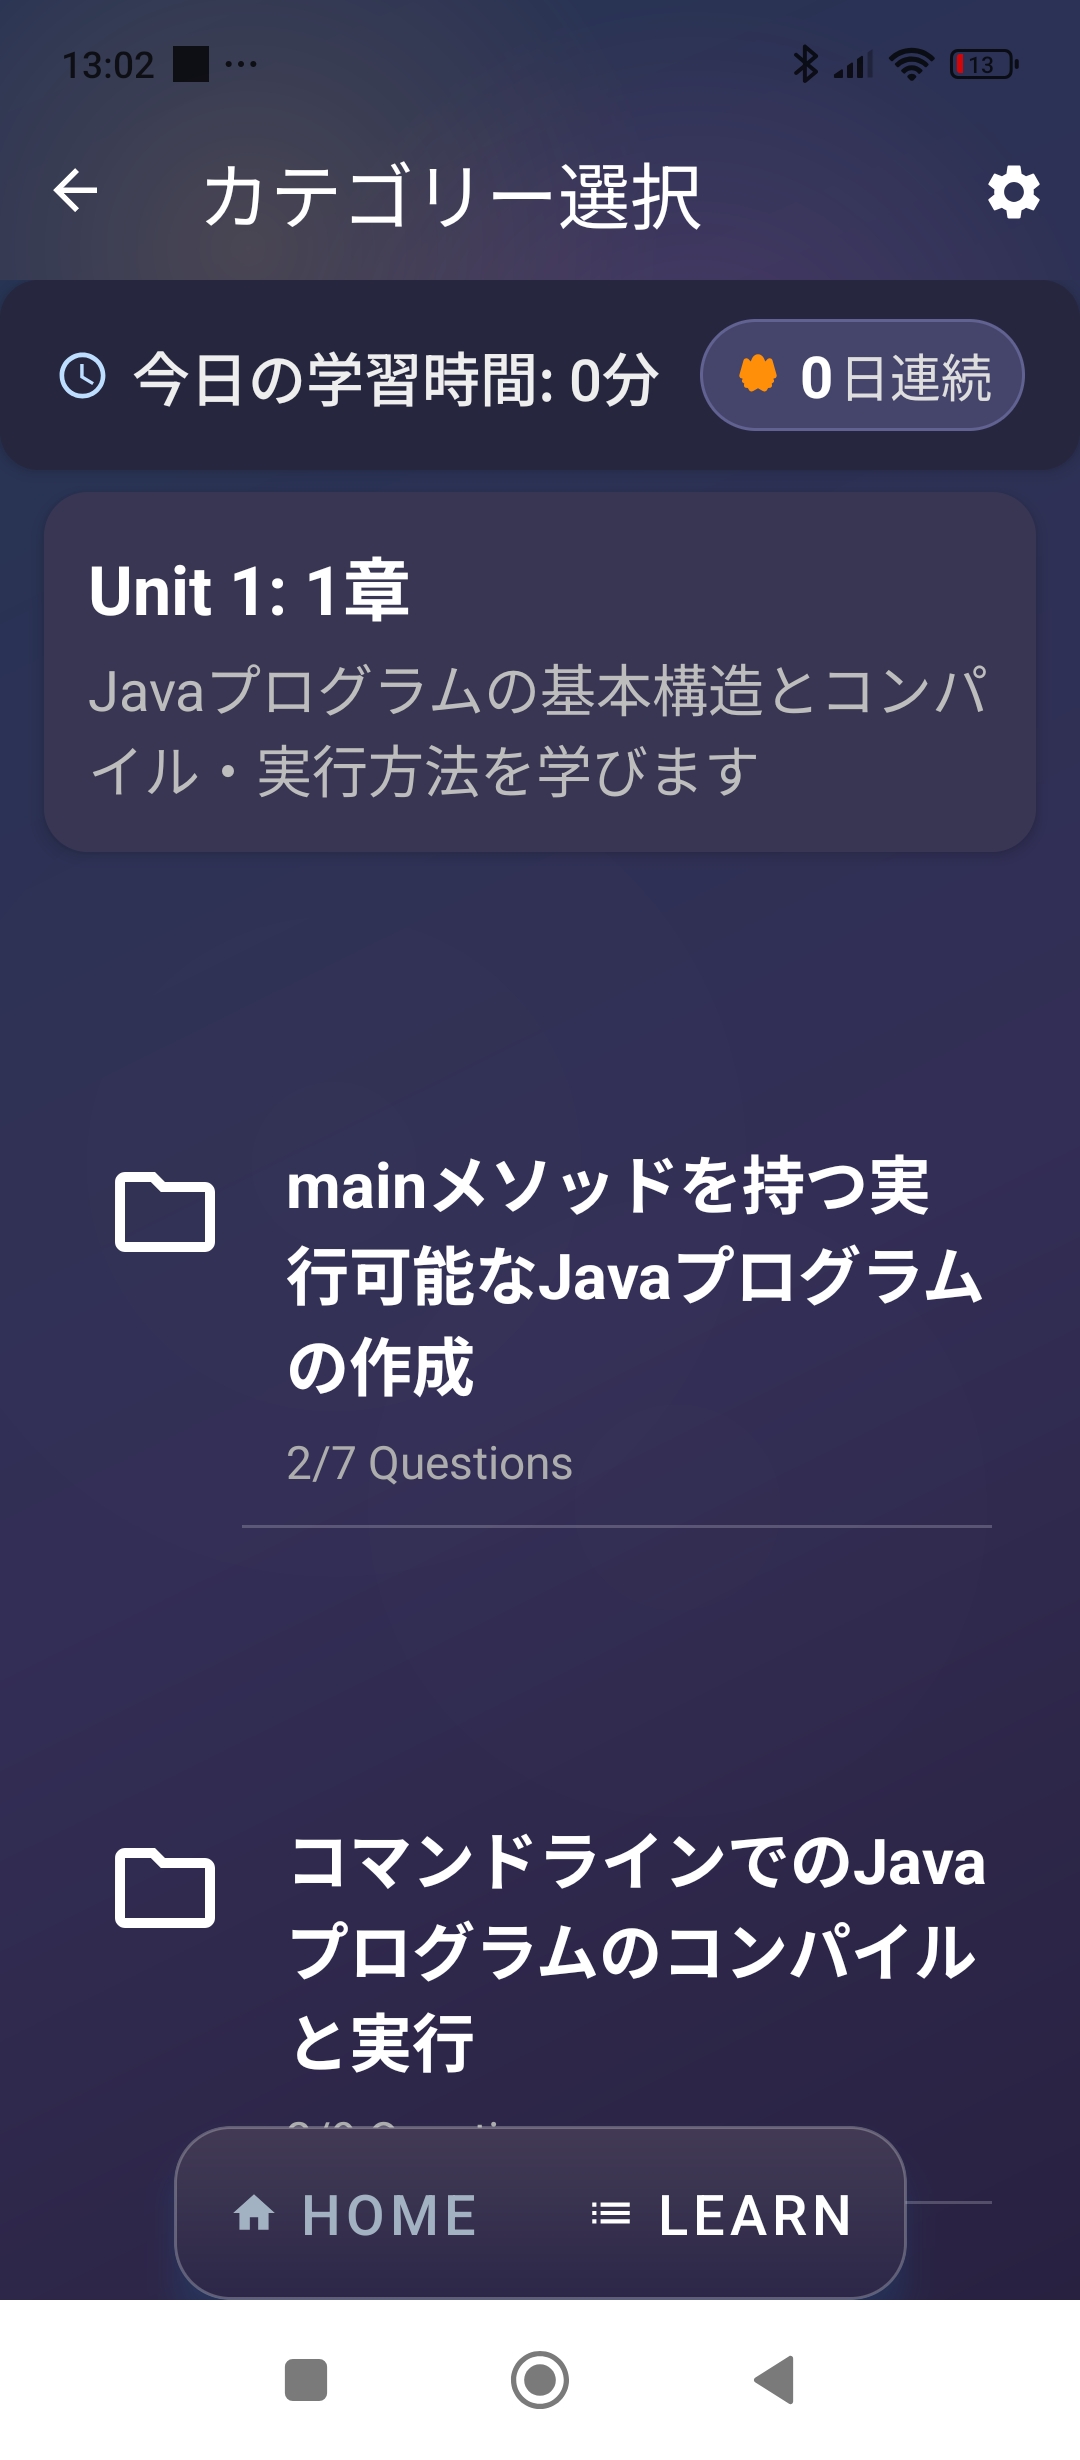 13:02
13
カテゴリー選択
今日の学習時間: 0分
0日連続
Unit 1: 1章
Javaプログラムの基本構造とコンパ
イル・実行方法を学びます
mainメソッドを持つ実
行可能なJavaプログラム
の作成
2/7 Questions
コマンドラインでのJava
プログラムのコンパイル
と実行
HOME
LEARN